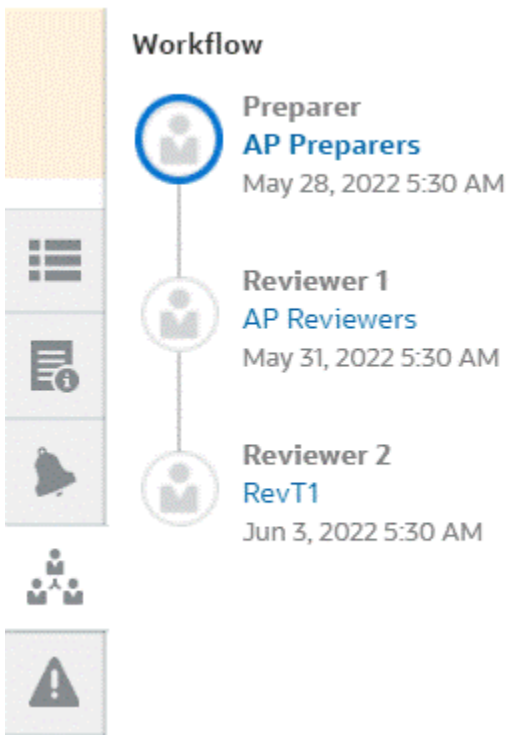 Workflow
Preparer
AP Preparers
May 28, 2022 5:30 AM
Reviewer 1
AP Reviewers
May 31, 2022 5:30 AM
Reviewer 2
RevT1
Jun 3, 2022 5:30 AM